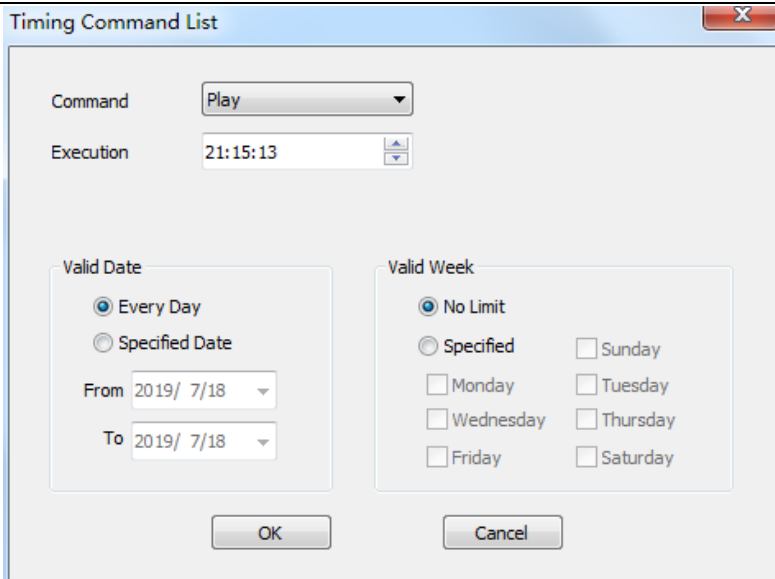 Timing Command List
X
Command Play
Execution 21:15:13
Valid Date
Every Day
Specified Date
From 2019/ 7/18
To 2019/ 7/18
Valid Week
No Limit
Specified Sunday
Monday Tuesday
Wednesday Thursday
Friday Saturday
OK Cancel